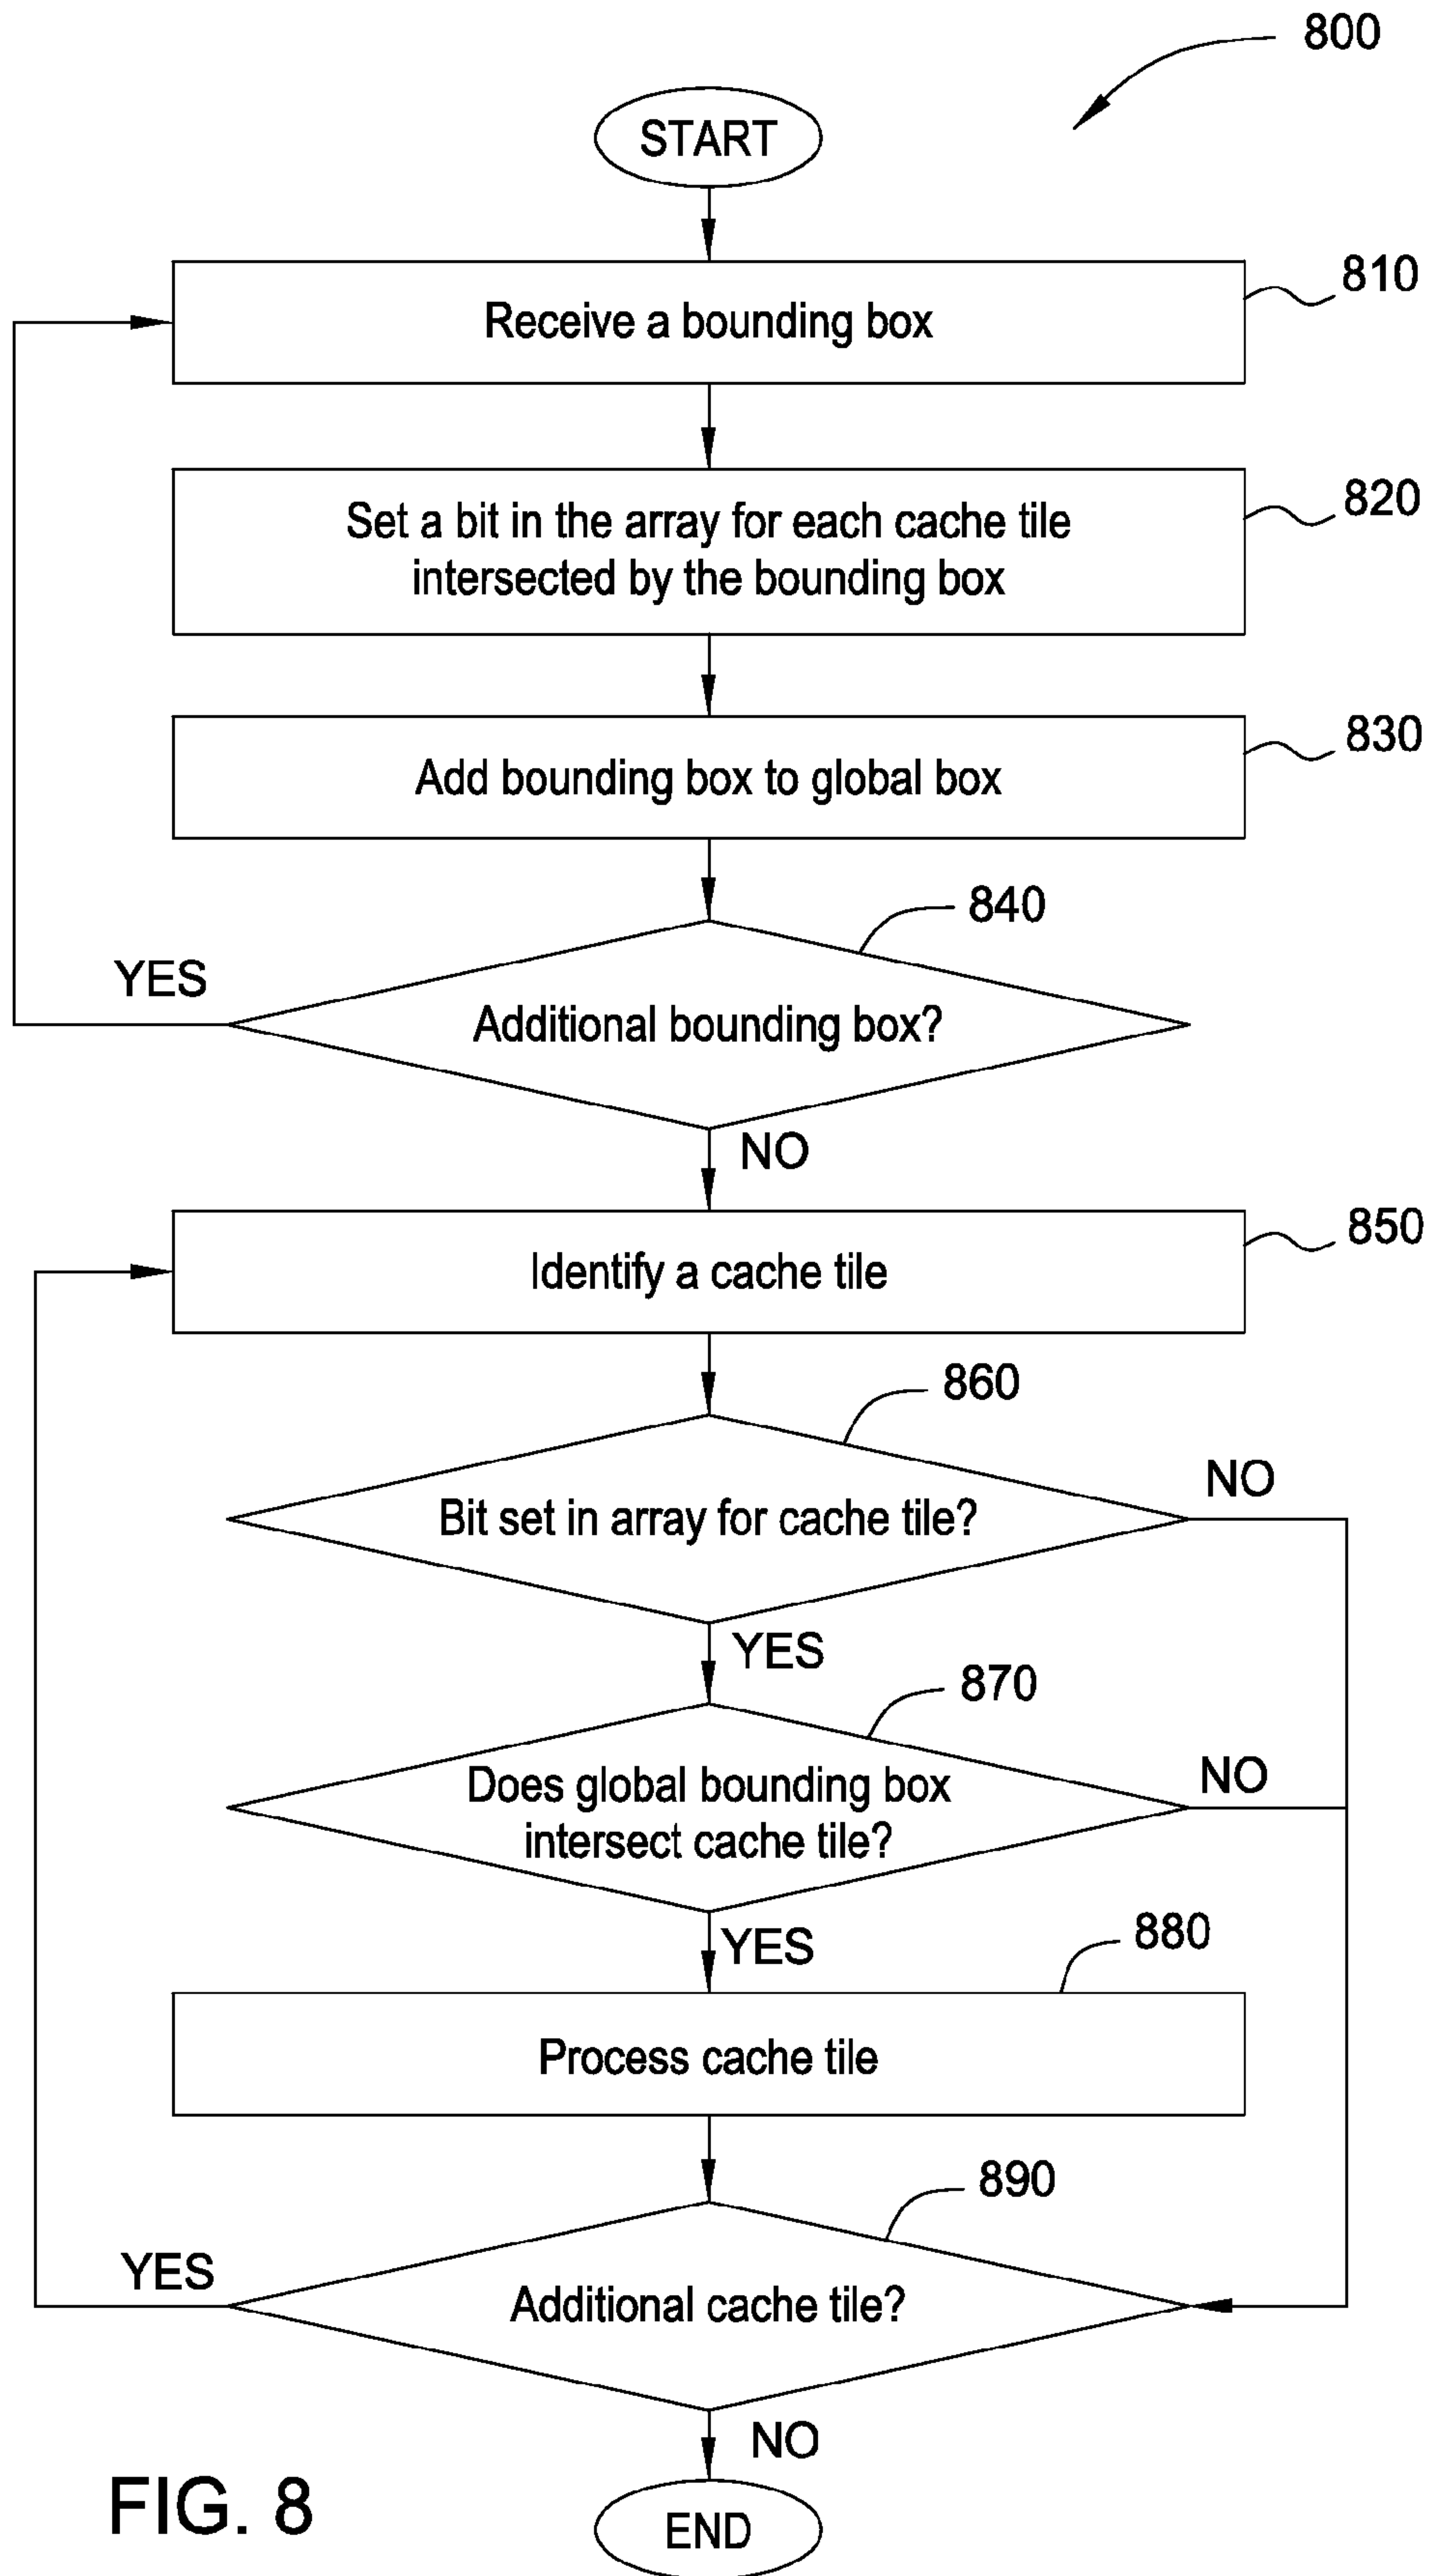 800
START
810
Receive a bounding box
820
Set a bit in the array for each cache tile
intersected by the bounding box
830
Add bounding box to global box
840
YES
Additional bounding box?
NO
850
Identify a cache tile
860
NO
Bit set in array for cache tile?
YES
870
NO
Does global bounding box
intersect cache tile?
YES
880
Process cache tile
890
YES
Additional cache tile?
NO
FIG. 8
END